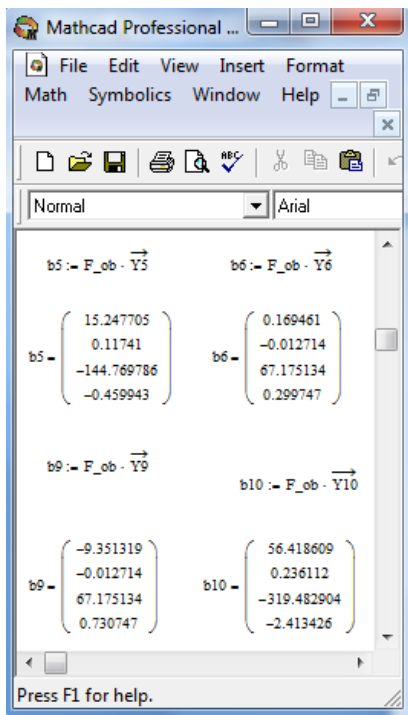 Mathcad Professional ...
File Edit View Insert Format
Math Symbolics Window Help
ABC
Normal Arial
b5 := F_ob · Y5 b6 := F_ob · Y6
b5 = ( 15.247705 0.11741 −144.769786 −0.459943 ) b6 = ( 0.169461 −0.012714 67.175134 0.299747 )
b9 := F_ob · Y9 b10 := F_ob · Y10
b9 = ( −9.351319 −0.012714 67.175134 0.730747 ) b10 = ( 56.418609 0.236112 −319.482904 −2.413426 )
Press F1 for help.